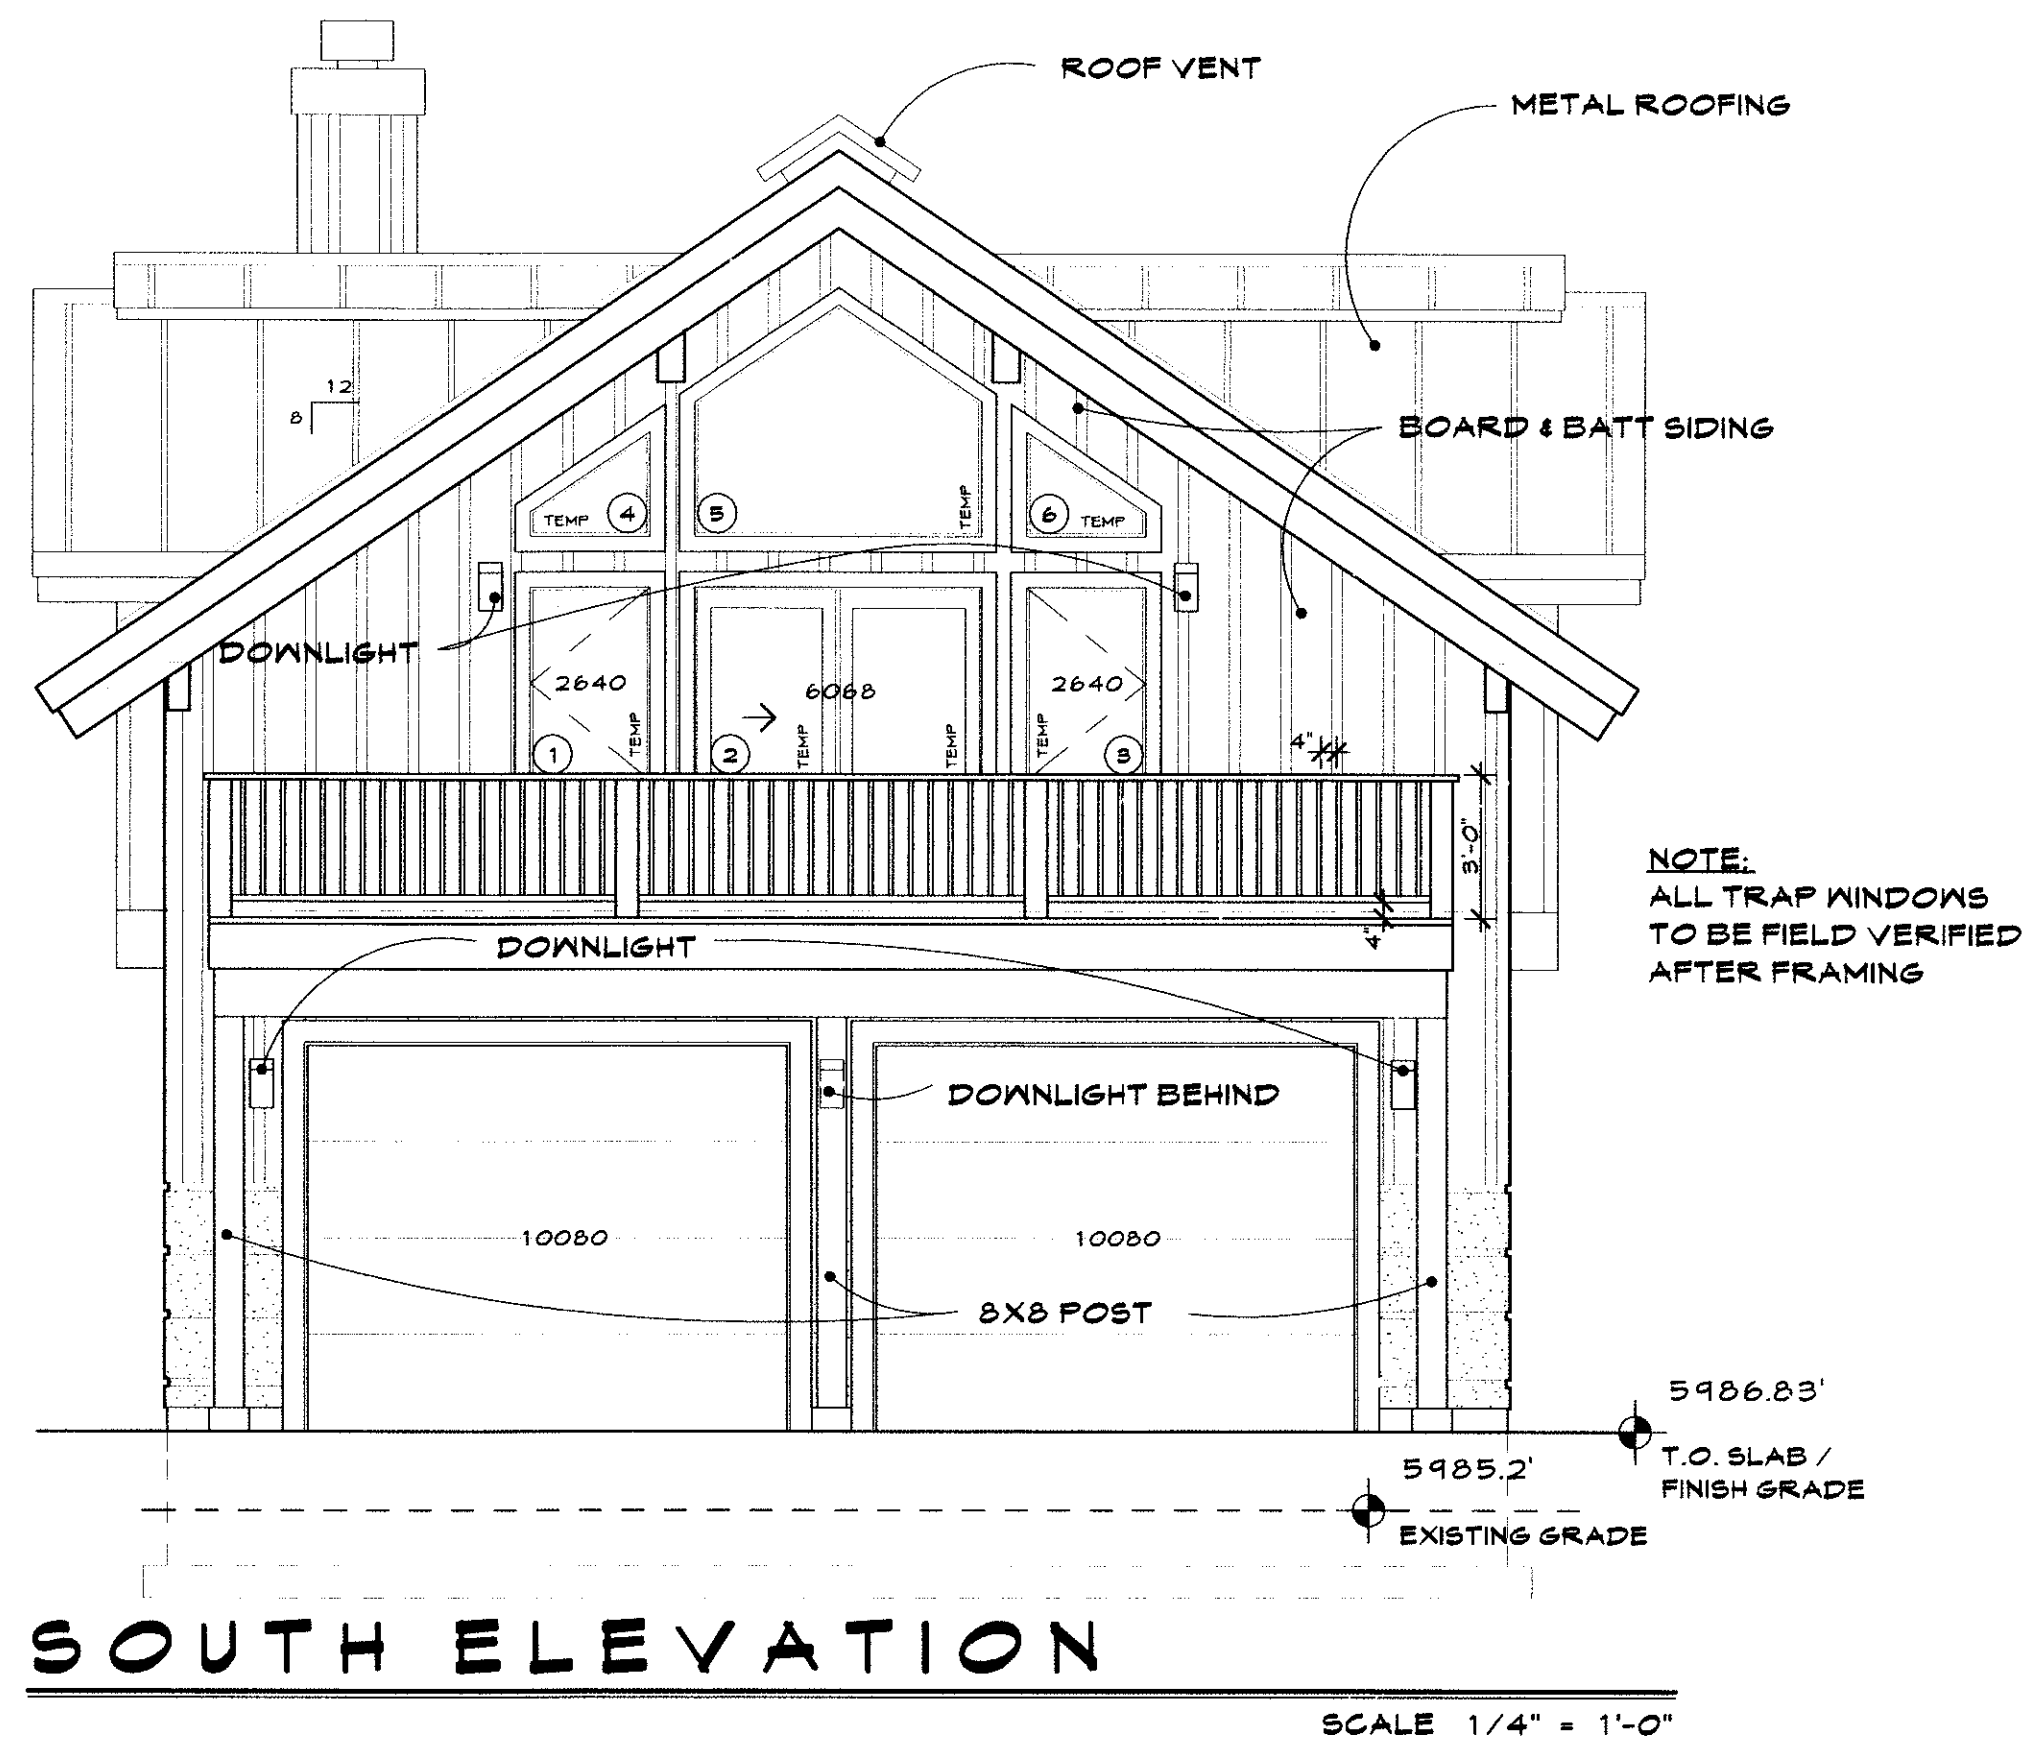 ROOF VENT
METAL ROOFING
12
8
BOARD & BATT SIDING
TEMP
4
5
TEMP
6
TEMP
DOWNLIGHT
2640
6068
2640
TEMP
TEMP
TEMP
TEMP
1
2
3
4"
3'-0"
4"
NOTE:
ALL TRAP WINDOWS
TO BE FIELD VERIFIED
AFTER FRAMING
DOWNLIGHT
DOWNLIGHT BEHIND
10080
10080
8X8 POST
5986.83'
T.O. SLAB /
FINISH GRADE
5985.2'
EXISTING GRADE
SOUTH ELEVATION
SCALE 1/4" = 1'-0"